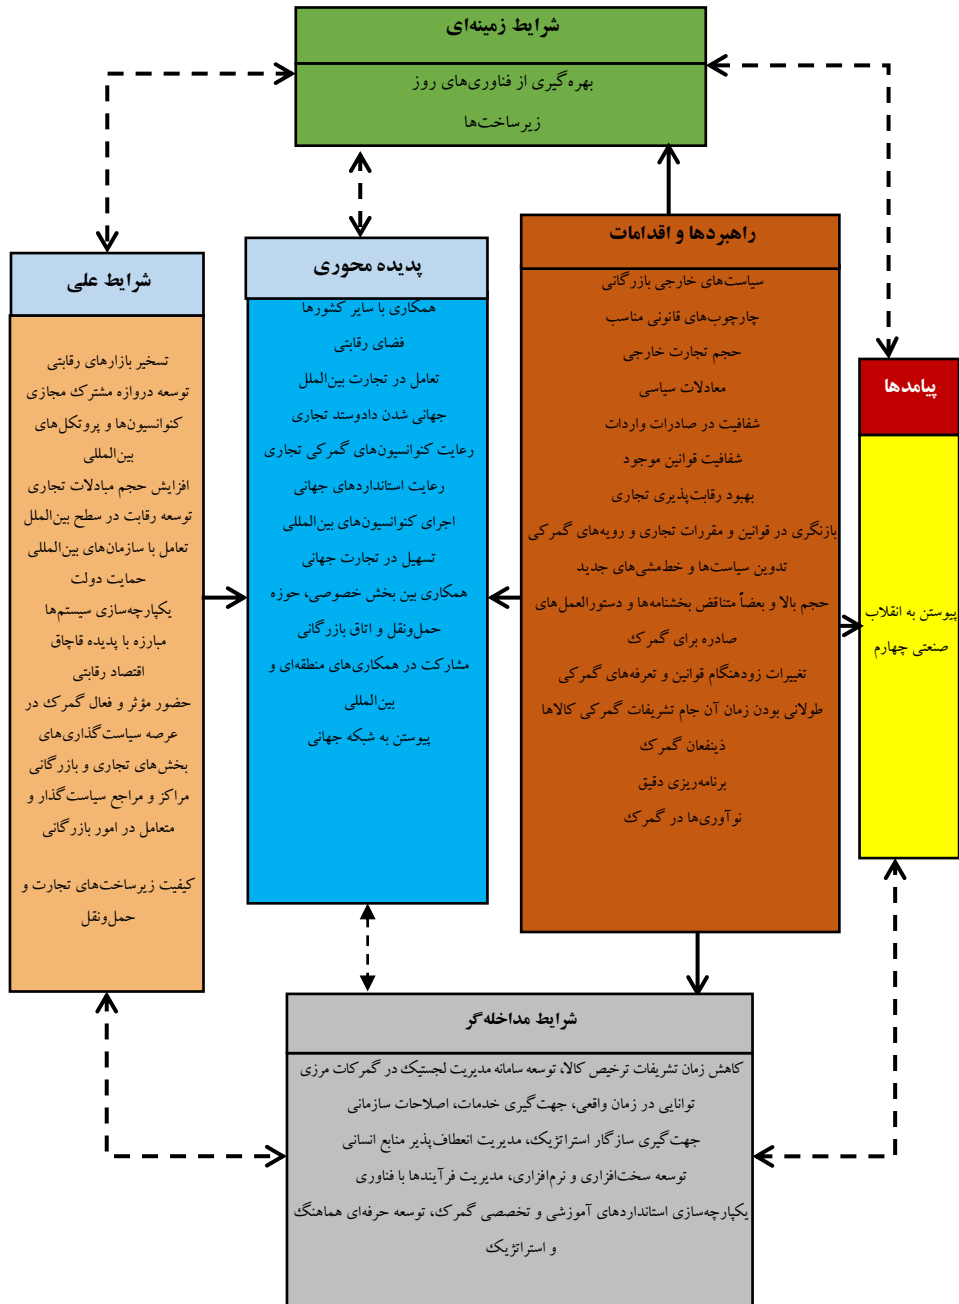 شرایط زمینه‌ای
بهره‌گیری از فناوری‌های روز
زیرساخت‌ها
شرایط علی
تسخیر بازارهای رقابتی
توسعه دروازه مشترک مجازی
کنوانسیون‌ها و پروتکل‌های
بین‌المللی
افزایش حجم مبادلات تجاری
توسعه رقابت در سطح بین‌الملل
تعامل با سازمان‌های بین‌المللی
حمایت دولت
یکپارچه‌سازی سیستم‌ها
مبارزه با پدیده قاچاق
اقتصاد رقابتی
حضور مؤثر و فعال گمرک در
عرصه سیاست‌گذاری‌های
بخش‌های تجاری و بازرگانی
مراکز و مراجع سیاست‌گذار و
متعامل در امور بازرگانی
کیفیت زیرساخت‌های تجارت و
حمل‌ونقل
پدیده محوری
همکاری با سایر کشورها
فضای رقابتی
تعامل در تجارت بین‌الملل
جهانی شدن دادوستد تجاری
رعایت کنوانسیون‌های گمرکی تجاری
رعایت استانداردهای جهانی
اجرای کنوانسیون‌های بین‌المللی
تسهیل در تجارت جهانی
همکاری بین بخش خصوصی، حوزه
حمل‌ونقل و اتاق بازرگانی
مشارکت در همکاری‌های منطقه‌ای و
بین‌المللی
پیوستن به شبکه جهانی
راهبردها و اقدامات
سیاست‌های خارجی بازرگانی
چارچوب‌های قانونی مناسب
حجم تجارت خارجی
معادلات سیاسی
شفافیت در صادرات واردات
شفافیت قوانین موجود
بهبود رقابت‌پذیری تجاری
بازنگری در قوانین و مقررات تجاری و رویه‌های گمرکی
تدوین سیاست‌ها و خط‌مشی‌های جدید
حجم بالا و بعضاً متناقض بخشنامه‌ها و دستورالعمل‌های
صادره برای گمرک
تغییرات زودهنگام قوانین و تعرفه‌های گمرکی
طولانی بودن زمان آن جام تشریفات گمرکی کالاها
ذینفعان گمرک
برنامه‌ریزی دقیق
نوآوری‌ها در گمرک
پیامدها
پیوستن به انقلاب
صنعتی چهارم
شرایط مداخله‌گر
کاهش زمان تشریفات ترخیص کالا، توسعه سامانه مدیریت لجستیک در گمرکات مرزی
توانایی در زمان واقعی، جهت‌گیری خدمات، اصلاحات سازمانی
جهت‌گیری سازگار استراتژیک، مدیریت انعطاف‌پذیر منابع انسانی
توسعه سخت‌افزاری و نرم‌افزاری، مدیریت فرآیندها با فناوری
یکپارچه‌سازی استانداردهای آموزشی و تخصصی گمرک، توسعه حرفه‌ای هماهنگ
و استراتژیک